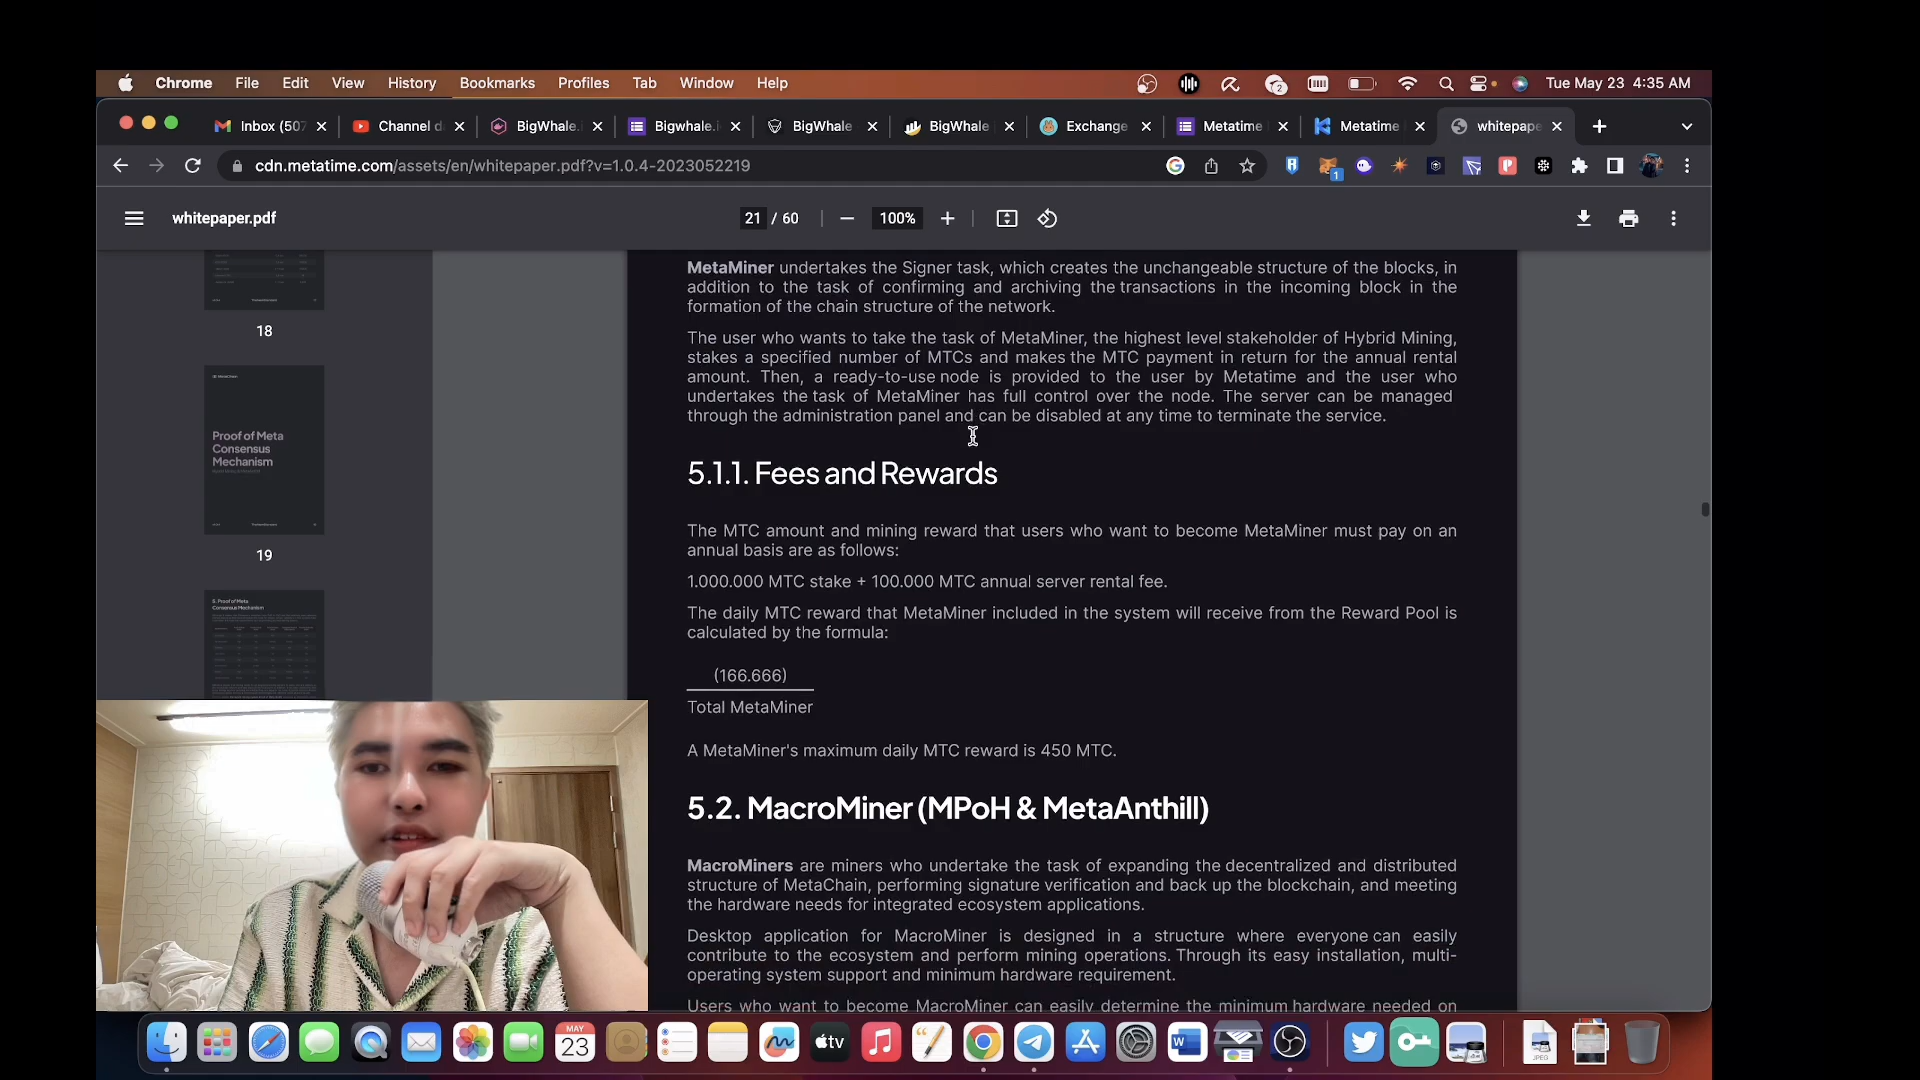 Chrome File Edit View History Bookmarks Profiles Tab Window Help 2 Tue May 23 4:35 AM
Inbox (507 Channel d BigWhale. Bigwhale.i BigWhale BigWhale Exchange Metatime Metatime whitepape
cdn.metatime.com/assets/en/whitepaper.pdf?v=1.0.4-2023052219 1
whitepaper.pdf 21 / 60 100%
18
Proof of Meta
Consensus
Mechanism
19
5. Proof of Meta
Consensus Mechanism
MetaMiner undertakes the Signer task, which creates the unchangeable structure of the blocks, in
addition to the task of confirming and archiving the transactions in the incoming block in the
formation of the chain structure of the network.
The user who wants to take the task of MetaMiner, the highest level stakeholder of Hybrid Mining,
stakes a specified number of MTCs and makes the MTC payment in return for the annual rental
amount. Then, a ready-to-use node is provided to the user by Metatime and the user who
undertakes the task of MetaMiner has full control over the node. The server can be managed
through the administration panel and can be disabled at any time to terminate the service.
5.1.1. Fees and Rewards
The MTC amount and mining reward that users who want to become MetaMiner must pay on an
annual basis are as follows:
1.000.000 MTC stake + 100.000 MTC annual server rental fee.
The daily MTC reward that MetaMiner included in the system will receive from the Reward Pool is
calculated by the formula:
(166.666)
Total MetaMiner
A MetaMiner's maximum daily MTC reward is 450 MTC.
5.2. MacroMiner (MPoH & MetaAnthill)
MacroMiners are miners who undertake the task of expanding the decentralized and distributed
structure of MetaChain, performing signature verification and back up the blockchain, and meeting
the hardware needs for integrated ecosystem applications.
Desktop application for MacroMiner is designed in a structure where everyone can easily
contribute to the ecosystem and perform mining operations. Through its easy installation, multi-
operating system support and minimum hardware requirement.
Users who want to become MacroMiner can easily determine the minimum hardware needed on
MAY
23
tv
W
JPEG